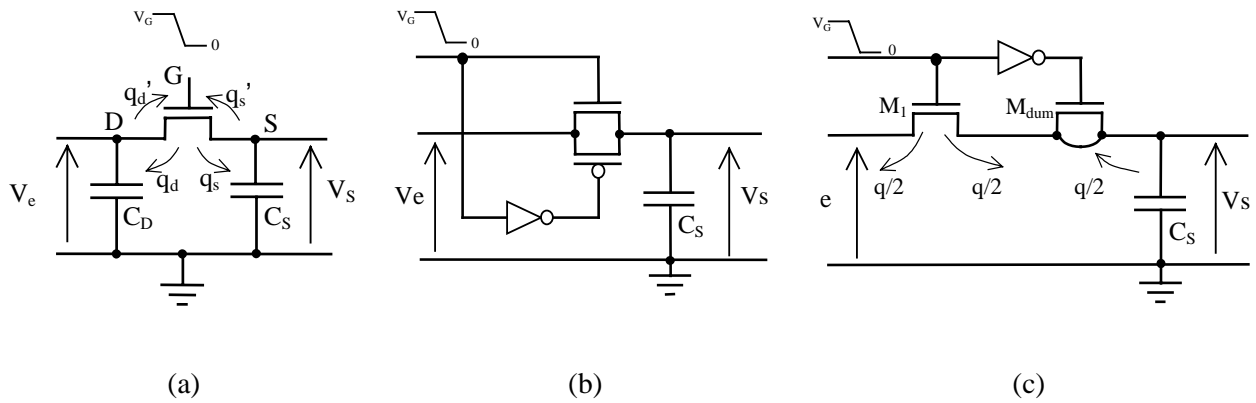 V_G
0
G
q_d' q_s'
D S
q_d q_s
V_e C_D C_S V_S
(a)
V_G
0
Ve C_S Vs
(b)
V_G
0
M_1 M_dum
q/2 q/2 q/2
e C_S Vs
(c)